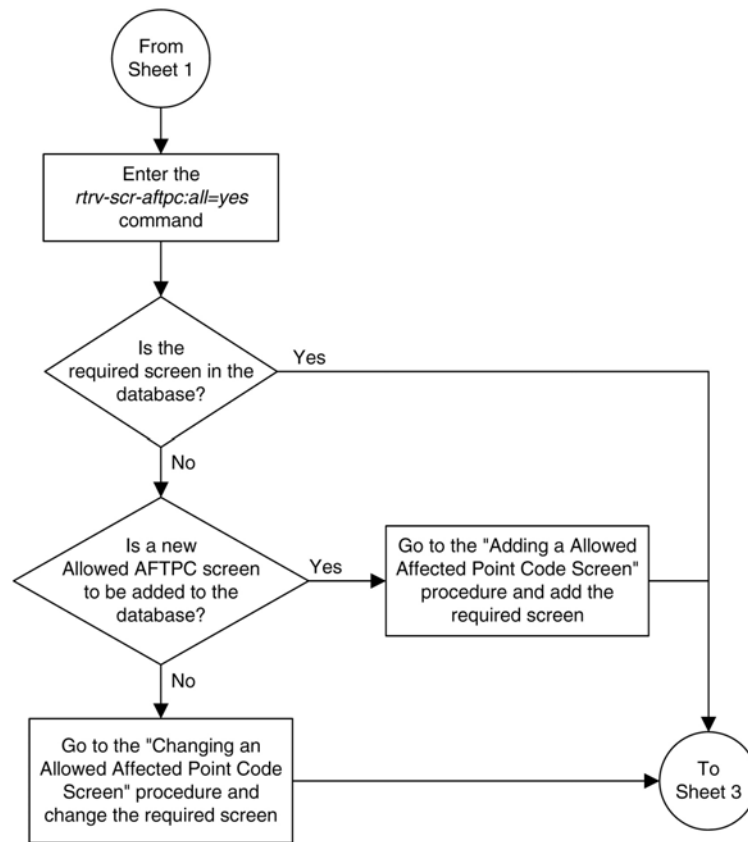 From
Sheet 1
Enter the
rtrv-scr-aftpc:all=yes
command
Is the
required screen in the
database?
Yes
No
Is a new
Allowed AFTPC screen
to be added to the
database?
Yes
Go to the "Adding a Allowed
Affected Point Code Screen"
procedure and add the
required screen
No
Go to the "Changing an
Allowed Affected Point Code
Screen" procedure and
change the required screen
To
Sheet 3